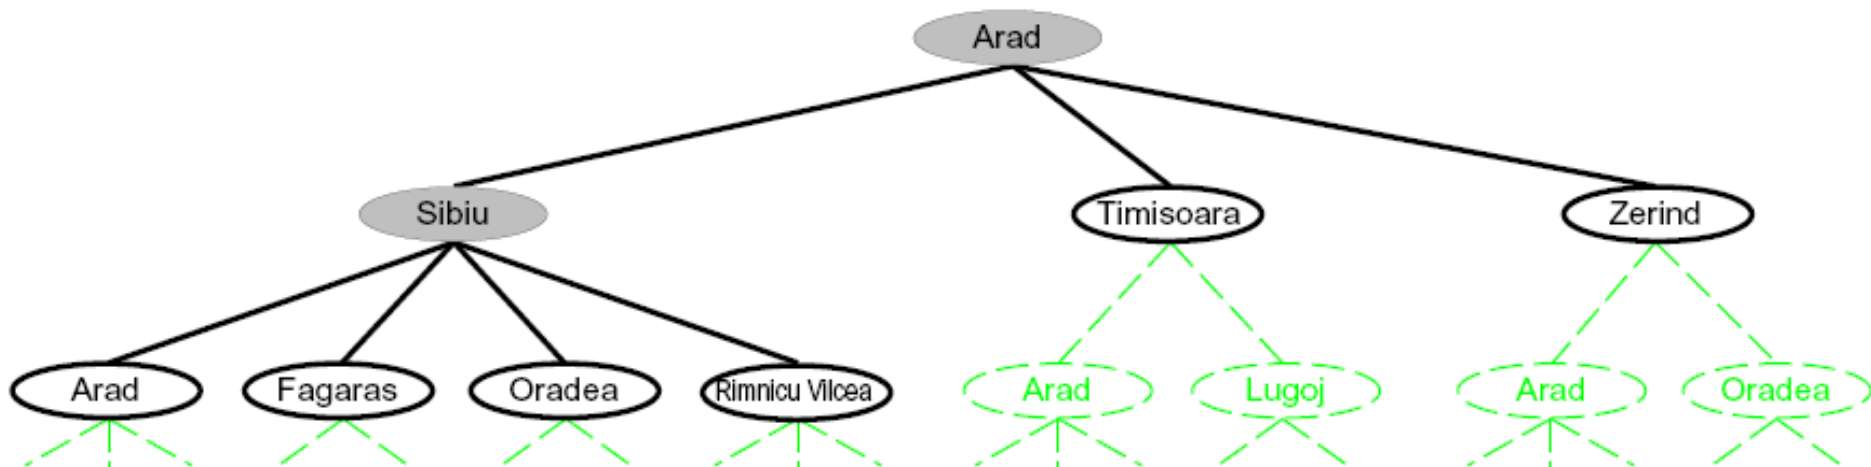 Arad
Sibiu
Timisoara
Zerind
Arad
Fagaras
Oradea
Rimnicu Vilcea
Arad
Lugoj
Arad
Oradea